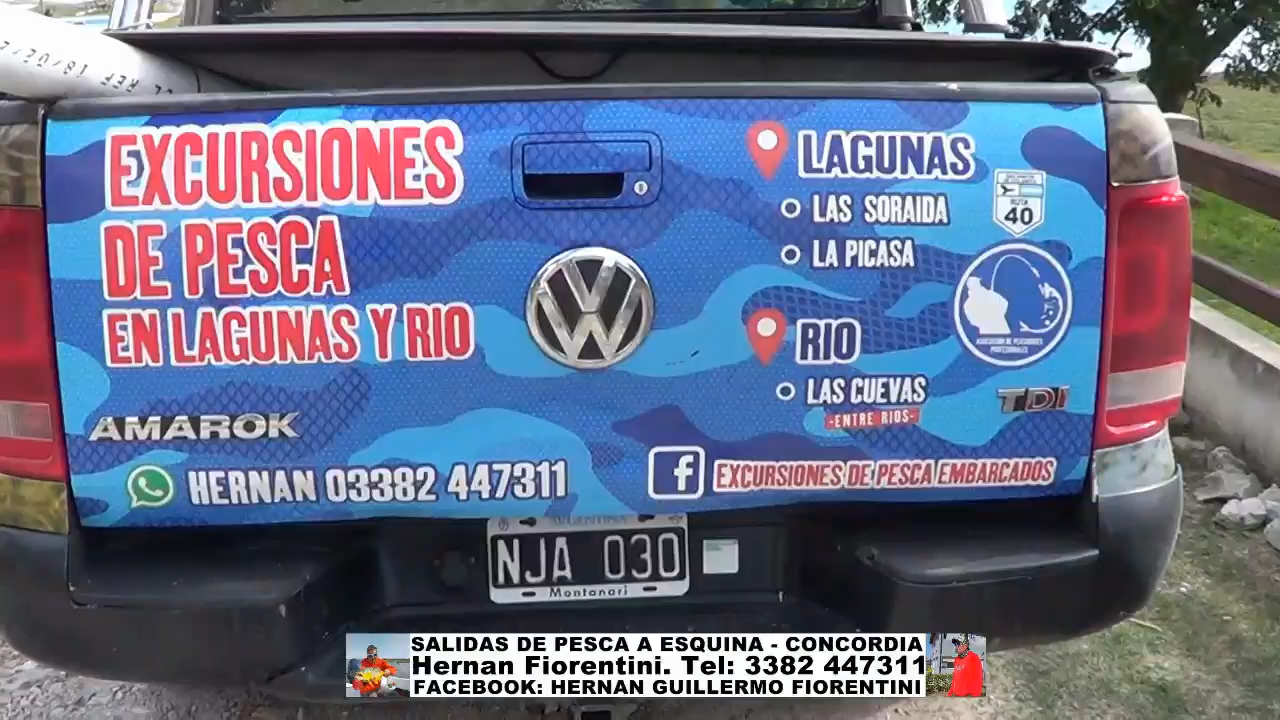 EXCURSIONES
DE PESCA
EN LAGUNAS Y RIO
AMAROK
HERNAN 03382 447311
LAGUNAS
LAS SORAIDA
LA PICASA
RUTA
40
RIO
LAS CUEVAS
-ENTRE RIOS-
TDI
EXCURSIONES DE PESCA EMBARCADOS
ARGENTINA
NJA 030
Montanari
SALIDAS DE PESCA A ESQUINA - CONCORDIA
Hernan Fiorentini. Tel: 3382 447311
FACEBOOK: HERNAN GUILLERMO FIORENTINI